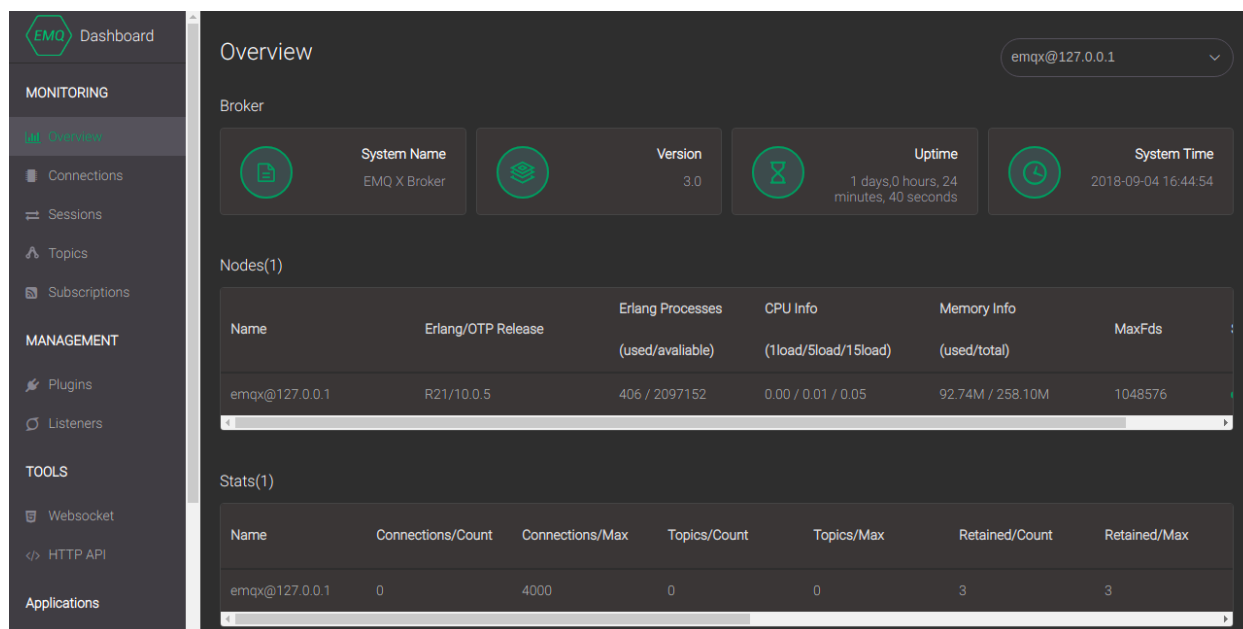 EMQ Dashboard
MONITORING
Overview
Connections
Sessions
Topics
Subscriptions
MANAGEMENT
Plugins
Listeners
TOOLS
Websocket
HTTP API
Applications
Overview
emqx@127.0.0.1
Broker
System Name
EMQ X Broker
Version
3.0
Uptime
1 days,0 hours, 24
minutes, 40 seconds
System Time
2018-09-04 16:44:54
Nodes(1)
Name Erlang/OTP Release Erlang Processes CPU Info Memory Info MaxFds
(used/avaliable) (1load/5load/15load) (used/total)
emqx@127.0.0.1 R21/10.0.5 406 / 2097152 0.00 / 0.01 / 0.05 92.74M / 258.10M 1048576
Stats(1)
Name Connections/Count Connections/Max Topics/Count Topics/Max Retained/Count Retained/Max
emqx@127.0.0.1 0 4000 0 0 3 3